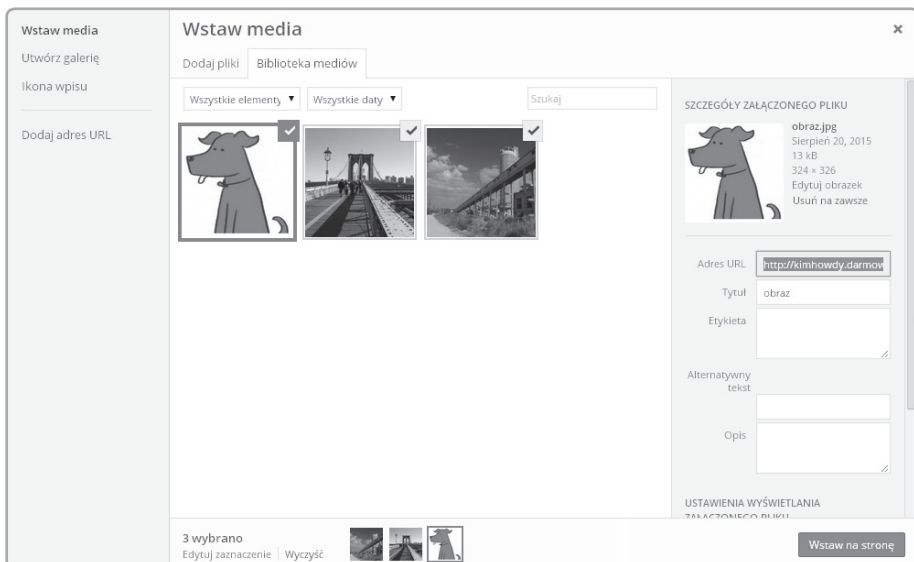 Wstaw media
Utwórz galerię
Ikona wpisu
Dodaj adres URL
Wstaw media
×
Dodaj pliki
Biblioteka mediów
Wszystkie elementy
Wszystkie daty
Szukaj
SZCZEGÓŁY ZAŁĄCZONEGO PLIKU
obraz.jpg
Sierpień 20, 2015
13 kB
324 × 326
Edytuj obrazek
Usuń na zawsze
Adres URL
http://kimhowdy.darmow
Tytuł
obraz
Etykieta
Alternatywny
tekst
Opis
USTAWIENIA WYŚWIETLANIA
ZAŁĄCZONEGO PLIKU
3 wybrano
Edytuj zaznaczenie
Wyczyść
Wstaw na stronę